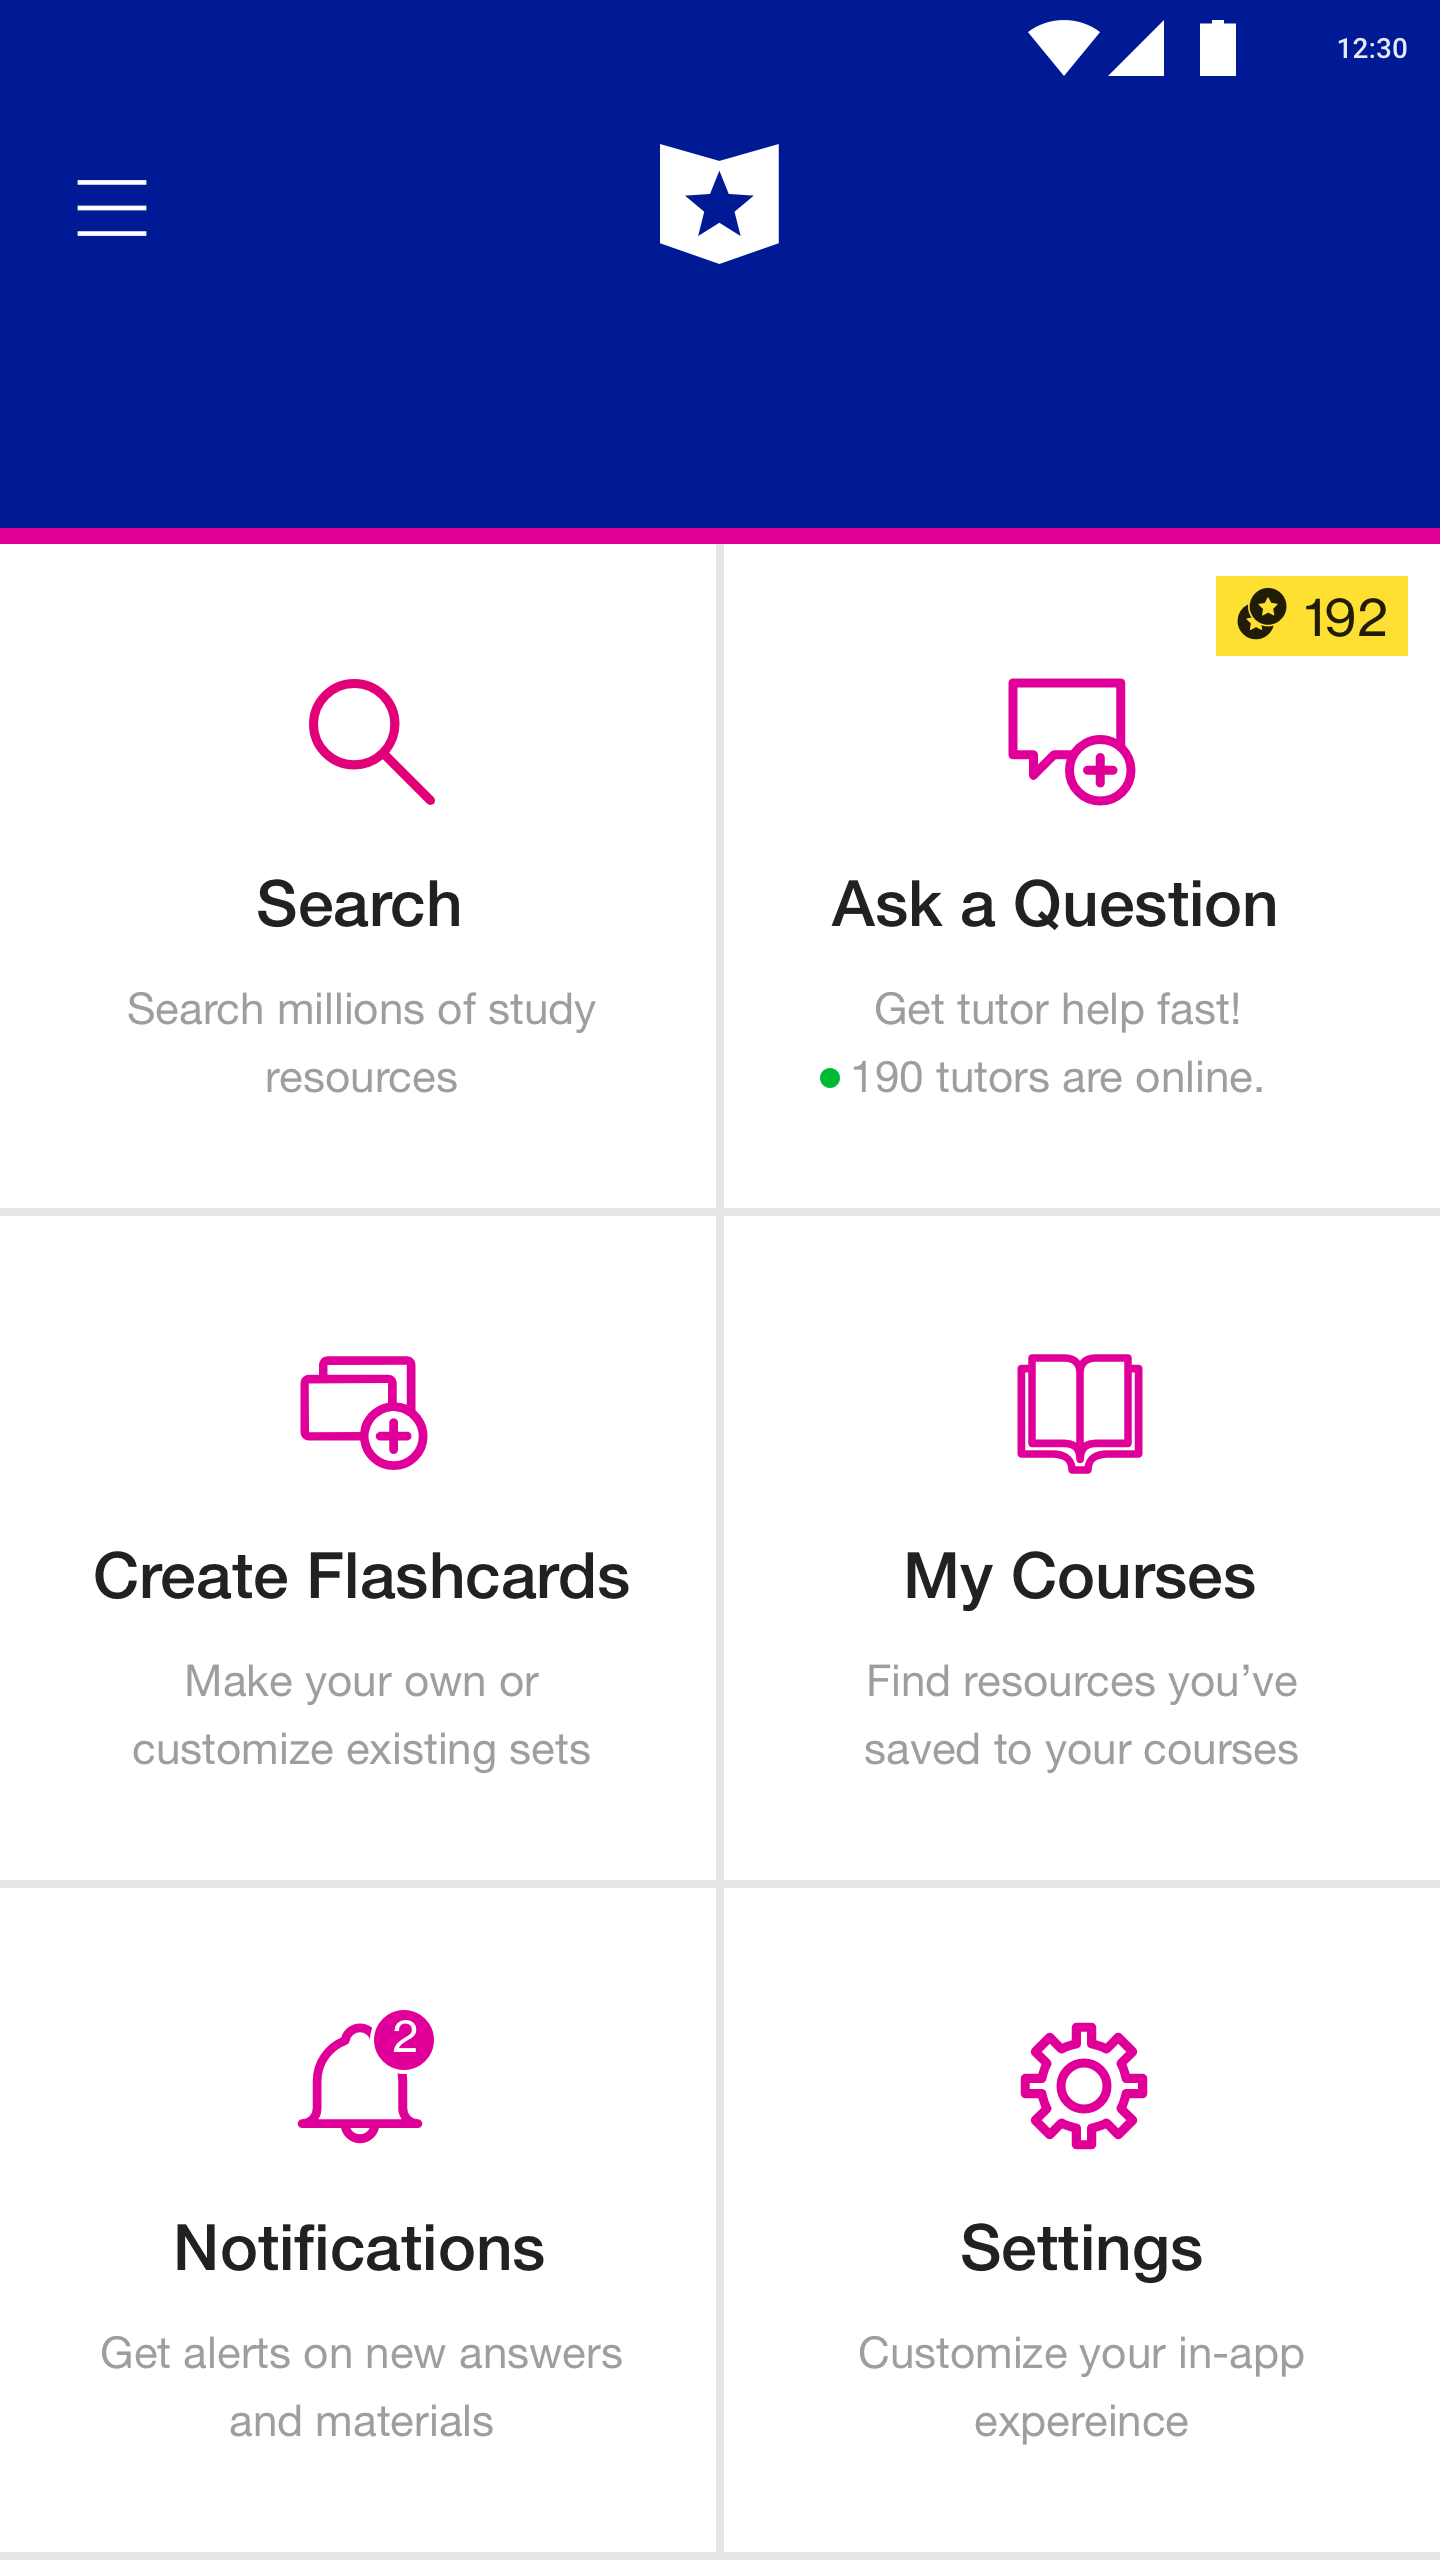 12:30
192
Search
Search millions of study
resources
Ask a Question
Get tutor help fast!
190 tutors are online.
Create Flashcards
Make your own or
customize existing sets
My Courses
Find resources you’ve
saved to your courses
2
Notifications
Get alerts on new answers
and materials
Settings
Customize your in-app
expereince